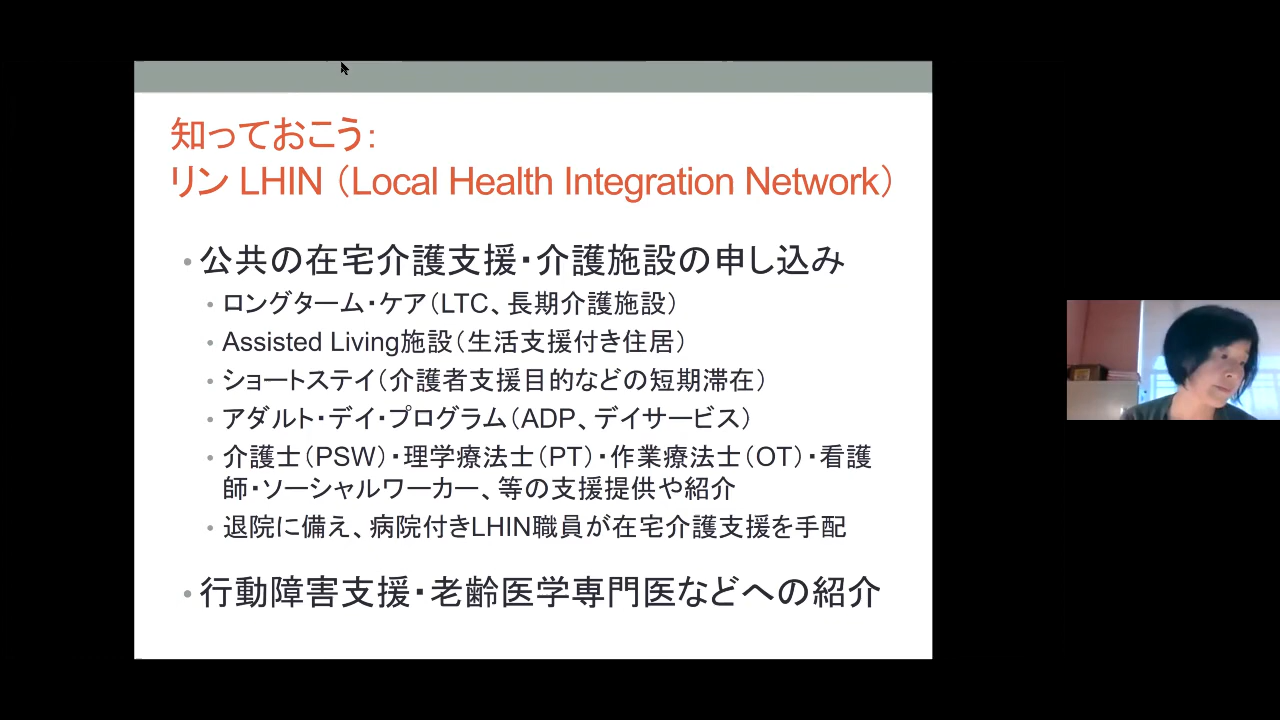 知っておこう：
リン LHIN （Local Health Integration Network）
• 公共の在宅介護支援・介護施設の申し込み
• ロングターム・ケア（LTC、長期介護施設）
• Assisted Living施設（生活支援付き住居）
• ショートステイ（介護者支援目的などの短期滞在）
• アダルト・デイ・プログラム（ADP、デイサービス）
• 介護士（PSW）・理学療法士（PT）・作業療法士（OT）・看護
師・ソーシャルワーカー、等の支援提供や紹介
• 退院に備え、病院付きLHIN職員が在宅介護支援を手配
• 行動障害支援・老齢医学専門医などへの紹介